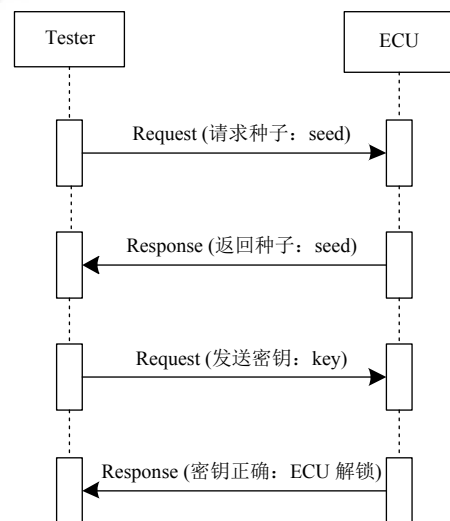 Tester
ECU
Request (请求种子：seed)
Response (返回种子：seed)
Request (发送密钥：key)
Response (密钥正确：ECU 解锁)